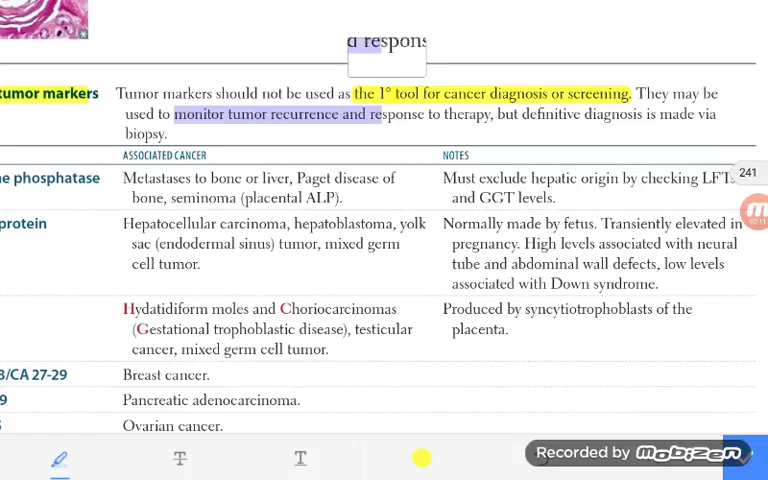 d respons
tumor markers
Tumor markers should not be used as the 1° tool for cancer diagnosis or screening. They may be
used to monitor tumor recurrence and response to therapy, but definitive diagnosis is made via
biopsy.
ASSOCIATED CANCER
NOTES
ne phosphatase
Metastases to bone or liver, Paget disease of
bone, seminoma (placental ALP).
Must exclude hepatic origin by checking LFTs
and GGT levels.
241
07:11
protein
Hepatocellular carcinoma, hepatoblastoma, yolk
sac (endodermal sinus) tumor, mixed germ
cell tumor.
Normally made by fetus. Transiently elevated in
pregnancy. High levels associated with neural
tube and abdominal wall defects, low levels
associated with Down syndrome.
Hydatidiform moles and Choriocarcinomas
(Gestational trophoblastic disease), testicular
cancer, mixed germ cell tumor.
Produced by syncytiotrophoblasts of the
placenta.
3/CA 27-29
Breast cancer.
9
Pancreatic adenocarcinoma.
Ovarian cancer.
T
T
Recorded by mobizen